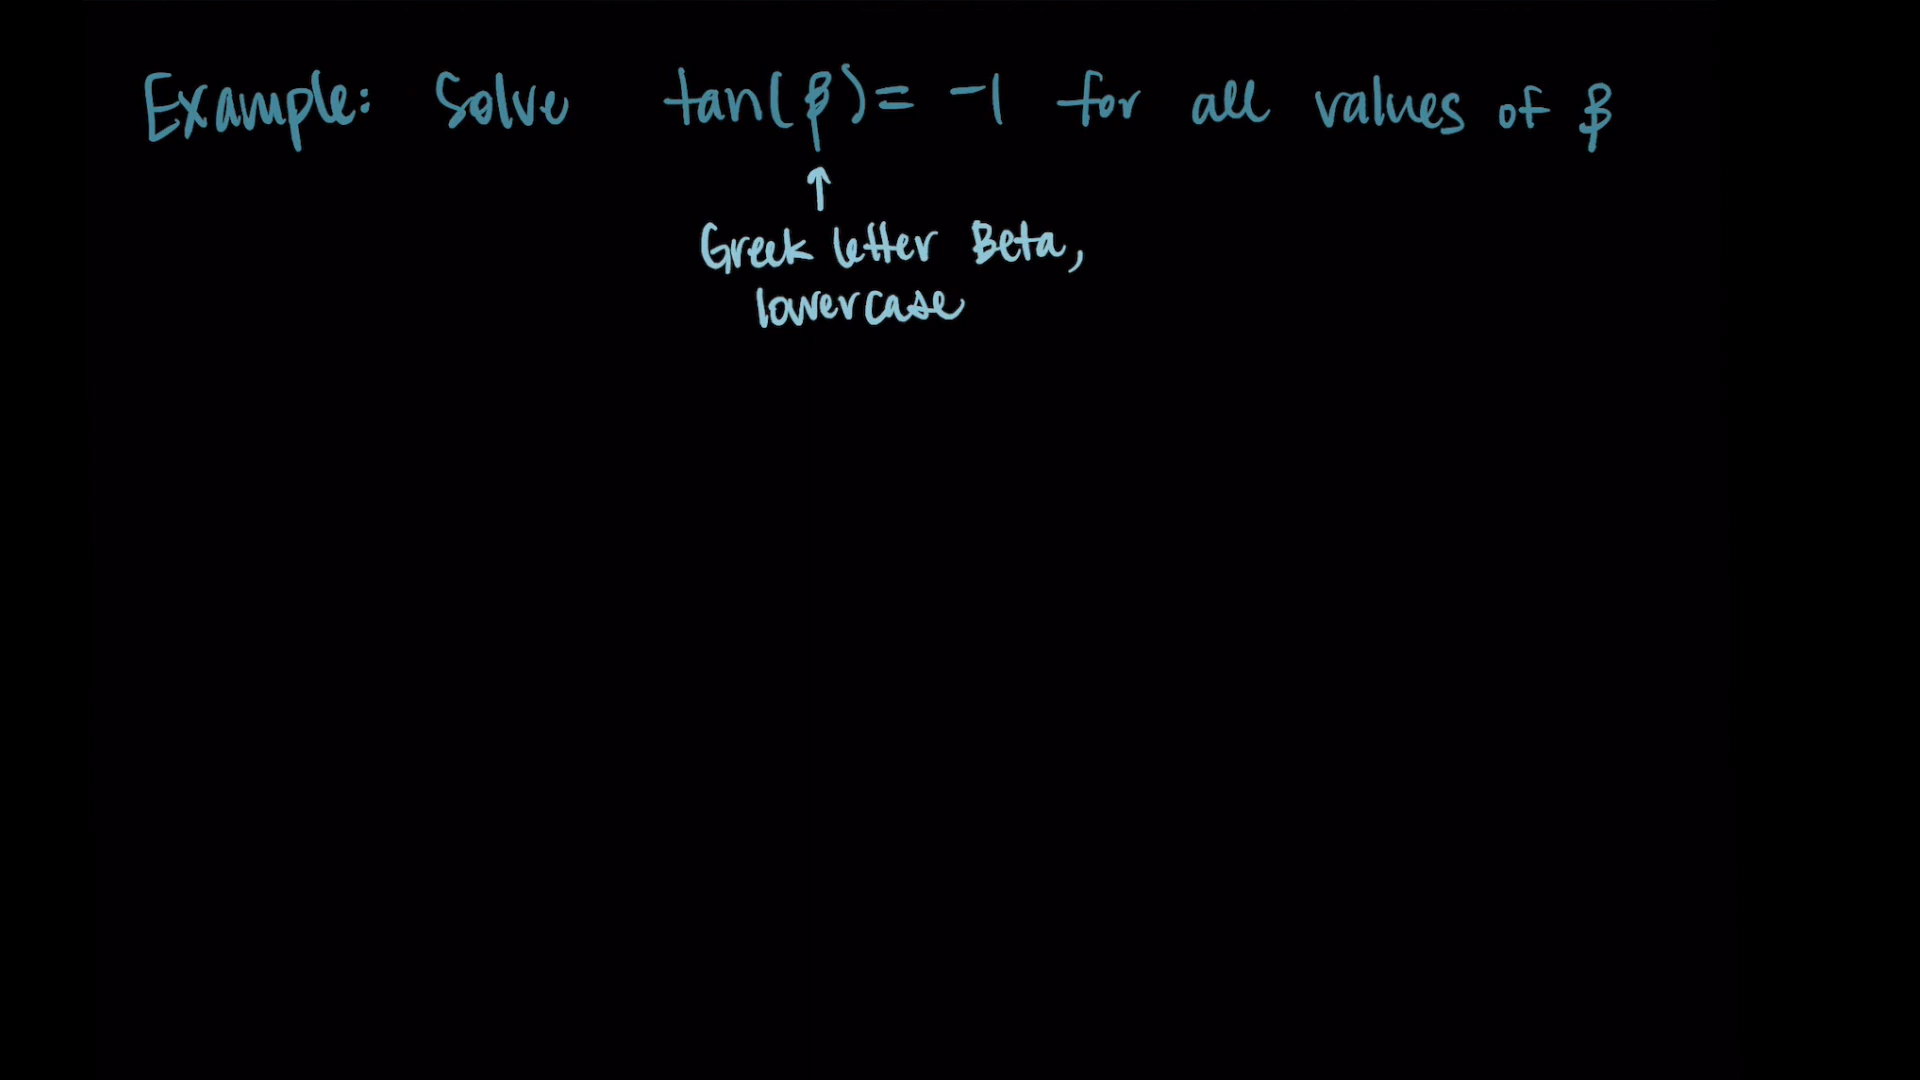 Example: Solve tan(β) = -1 for all values of β
↑
Greek letter Beta,
lowercase